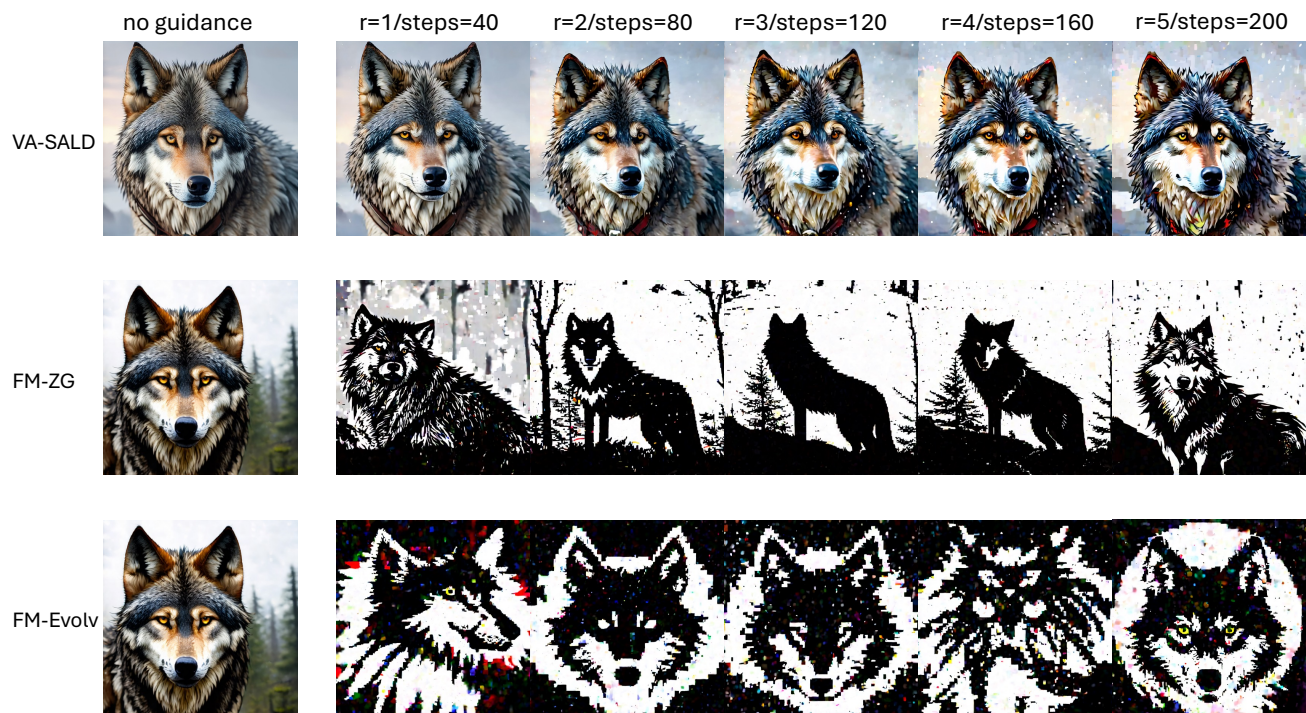 no guidance r=1/steps=40 r=2/steps=80 r=3/steps=120 r=4/steps=160 r=5/steps=200
VA-SALD
FM-ZG
FM-Evolv